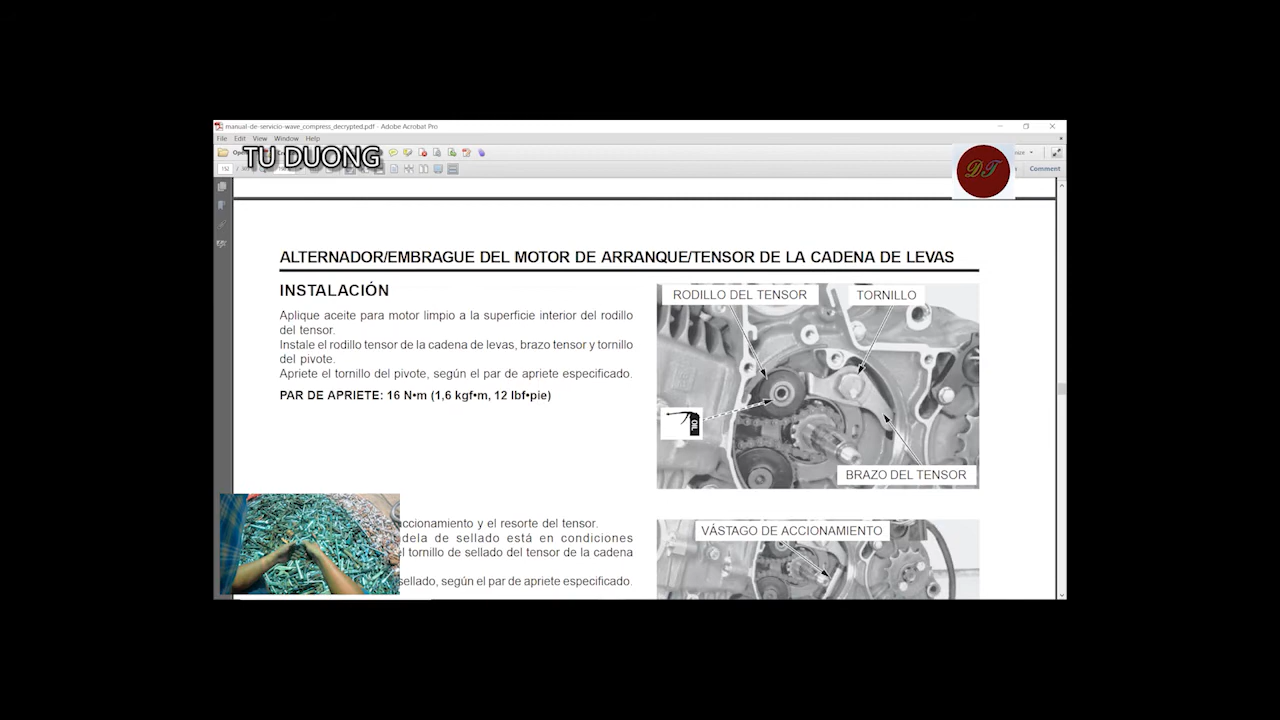 manual-de-servicio-wave_compress_decrypted.pdf - Adobe Acrobat Pro
File Edit View Window Help
TU DUONG
DT
Comment
ALTERNADOR/EMBRAGUE DEL MOTOR DE ARRANQUE/TENSOR DE LA CADENA DE LEVAS
INSTALACIÓN
Aplique aceite para motor limpio a la superficie interior del rodillo
del tensor.
Instale el rodillo tensor de la cadena de levas, brazo tensor y tornillo
del pivote.
Apriete el tornillo del pivote, según el par de apriete especificado.
PAR DE APRIETE: 16 N•m (1,6 kgf•m, 12 lbf•pie)
RODILLO DEL TENSOR
TORNILLO
OIL
BRAZO DEL TENSOR
ccionamiento y el resorte del tensor.
dela de sellado está en condiciones
el tornillo de sellado del tensor de la cadena
sellado, según el par de apriete especificado.
VÁSTAGO DE ACCIONAMIENTO